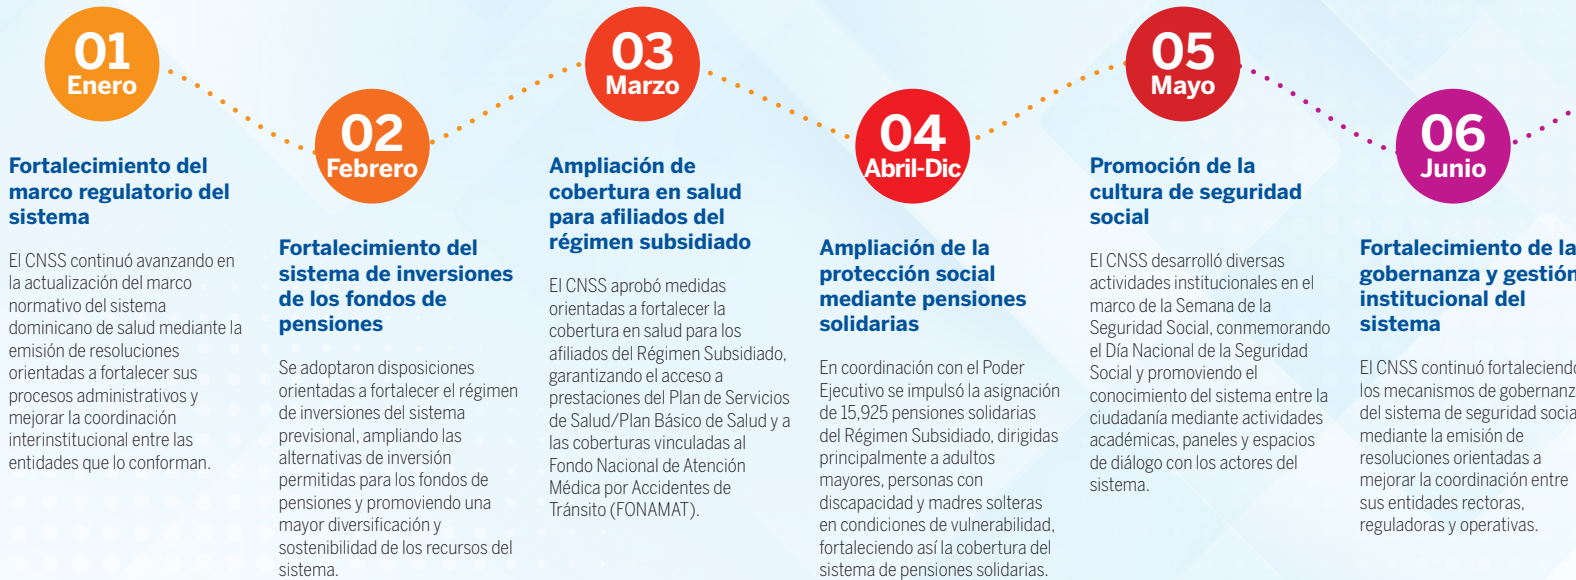 01
Enero
Fortalecimiento del
marco regulatorio del
sistema
El CNSS continuó avanzando en
la actualización del marco
normativo del sistema
dominicano de salud mediante la
emisión de resoluciones
orientadas a fortalecer sus
procesos administrativos y
mejorar la coordinación
interinstitucional entre las
entidades que lo conforman.
02
Febrero
Fortalecimiento del
sistema de inversiones
de los fondos de
pensiones
Se adoptaron disposiciones
orientadas a fortalecer el régimen
de inversiones del sistema
previsional, ampliando las
alternativas de inversión
permitidas para los fondos de
pensiones y promoviendo una
mayor diversificación y
sostenibilidad de los recursos del
sistema.
03
Marzo
Ampliación de
cobertura en salud
para afiliados del
régimen subsidiado
El CNSS aprobó medidas
orientadas a fortalecer la
cobertura en salud para los
afiliados del Régimen Subsidiado,
garantizando el acceso a
prestaciones del Plan de Servicios
de Salud/Plan Básico de Salud y a
las coberturas vinculadas al
Fondo Nacional de Atención
Médica por Accidentes de
Tránsito (FONAMAT).
04
Abril-Dic
Ampliación de la
protección social
mediante pensiones
solidarias
En coordinación con el Poder
Ejecutivo se impulsó la asignación
de 15,925 pensiones solidarias
del Régimen Subsidiado, dirigidas
principalmente a adultos
mayores, personas con
discapacidad y madres solteras
en condiciones de vulnerabilidad,
fortaleciendo así la cobertura del
sistema de pensiones solidarias.
05
Mayo
Promoción de la
cultura de seguridad
social
El CNSS desarrolló diversas
actividades institucionales en el
marco de la Semana de la
Seguridad Social, conmemorando
el Día Nacional de la Seguridad
Social y promoviendo el
conocimiento del sistema entre la
ciudadanía mediante actividades
académicas, paneles y espacios
de diálogo con los actores del
sistema.
06
Junio
Fortalecimiento de la
gobernanza y gestión
institucional del
sistema
El CNSS continuó fortaleciendo
los mecanismos de gobernanz
del sistema de seguridad socia
mediante la emisión de
resoluciones orientadas a
mejorar la coordinación entre
sus entidades rectoras,
reguladoras y operativas.